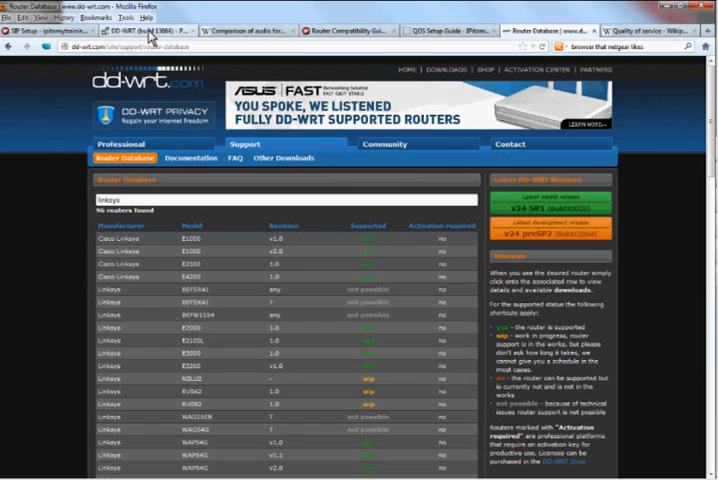 Router Database | www.dd-wrt.com - Mozilla Firefox
File Edit View History Bookmarks Tools Help
SIP Setup - ipitomytraining... DD-WRT (build 13064) - P... Comparison of audio for... Router Compatibility Gui... QOS Setup Guide - IPitom... Router Database | www.d... Quality of service - Wikip...
dd-wrt.com/site/support/router-database
browser that netgear likes
dd-wrt.com
HOME | DOWNLOADS | SHOP | ACTIVATION CENTER | PARTNERS
DD-WRT PRIVACY
Regain your internet freedom
ASUS FAST Networking Solution
YOU SPOKE, WE LISTENED
FULLY DD-WRT SUPPORTED ROUTERS
LEARN MORE
Professional Support Community Contact
Router Database Documentation FAQ Other Downloads
Router Database
linksys
96 routers found
Manufacturer Model Revision Supported Activation required
Cisco Linksys E1000 v1.0 yes no
Cisco Linksys E1000 v2.0 yes no
Cisco Linksys E2500 1.0 yes no
Cisco Linksys E4200 1.0 yes no
Linksys BEFSR41 any not possible no
Linksys BEFSX41 ? not possible no
Linksys BEFW11S4 any not possible no
Linksys E2000 1.0 yes no
Linksys E2100L 1.0 yes no
Linksys E3000 1.0 yes no
Linksys E3200 v1.0 yes no
Linksys NSLU2 - wip no
Linksys RV042 1.0 wip no
Linksys RV082 1.0 wip no
Linksys WAG160N ? not possible no
Linksys WAG54G ? not possible no
Linksys WAP54G v1.0 yes no
Linksys WAP54G v1.1 yes no
Linksys WAP54G v2.0 yes no
Latest DD-WRT Releases
Latest stable release
v24 SP1
Latest development release
v24 preSP2 (Build13064)
Remarks
When you see the desired router simply
click onto the associated row to view
details and available downloads.
For the supported status the following
shortcuts apply:
yes - the router is supported
wip - work in progress, router
support is in the works, but please
don't ask how long it takes, we
cannot give you a schedule in the
most cases.
no - the router can be supported but
is currently not and is not in the
works
not possible - because of technical
issues router support is not possible
Routers marked with "Activation
required" are professional platforms
that require an activation key for
productive use. Licenses can be
purchased in the DD-WRT Shop